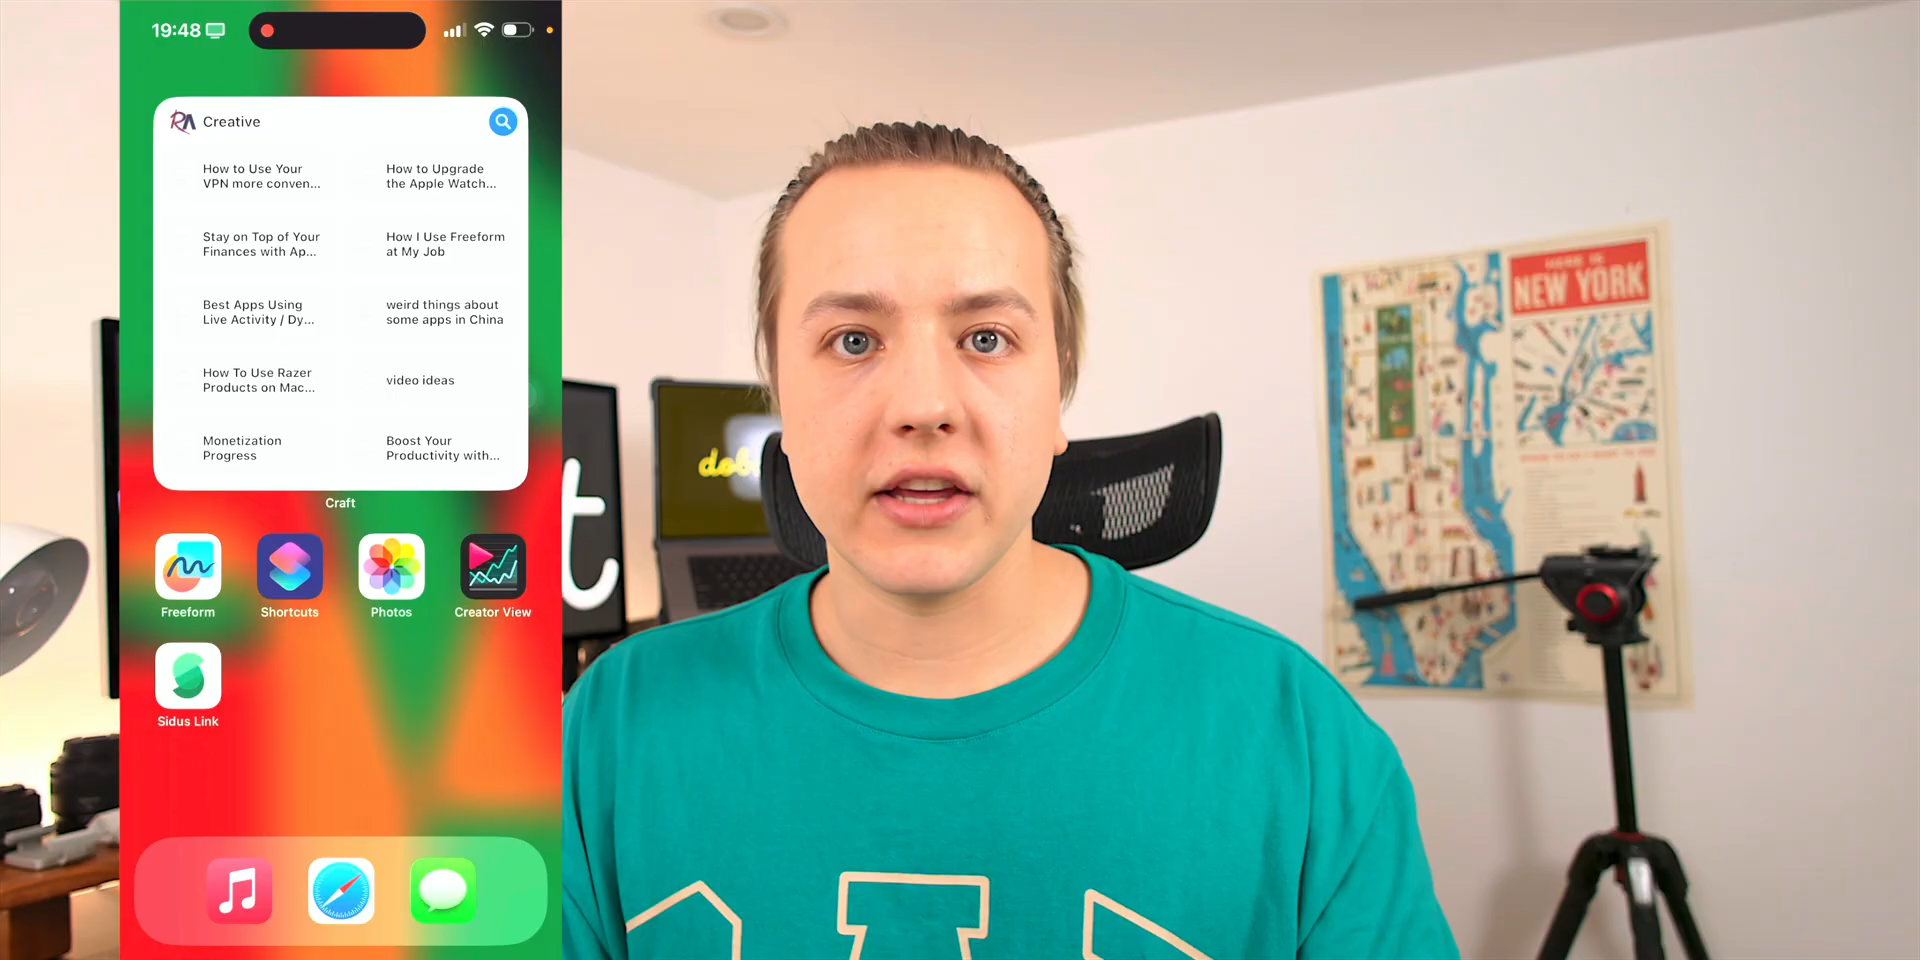 19:48
RA Creative
How to Use Your
VPN more conven...
How to Upgrade
the Apple Watch...
Stay on Top of Your
Finances with Ap...
How I Use Freeform
at My Job
Best Apps Using
Live Activity / Dy...
weird things about
some apps in China
How To Use Razer
Products on Mac...
video ideas
Monetization
Progress
Boost Your
Productivity with...
Craft
Freeform
Shortcuts
Photos
Creator View
Sidus Link
HERE IS
NEW YORK